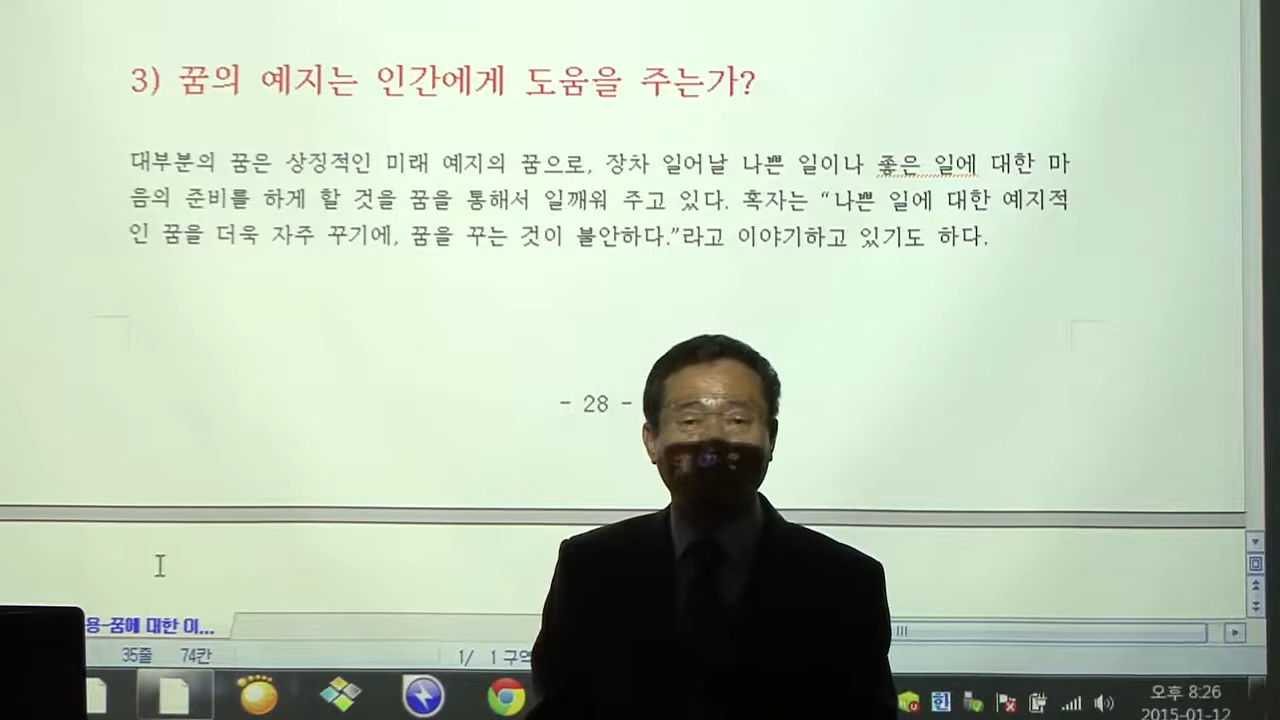 3) 꿈의 예지는 인간에게 도움을 주는가?
대부분의 꿈은 상징적인 미래 예지의 꿈으로, 장차 일어날 나쁜 일이나 좋은 일에 대한 마
음의 준비를 하게 할 것을 꿈을 통해서 일깨워 주고 있다. 혹자는 “나쁜 일에 대한 예지적
인 꿈을 더욱 자주 꾸기에, 꿈을 꾸는 것이 불안하다.”라고 이야기하고 있기도 하다.
- 28 -
용-꿈에 대한 이...
35줄 74칸 1/ 1 구역
한
오후 8:26
2015-01-12